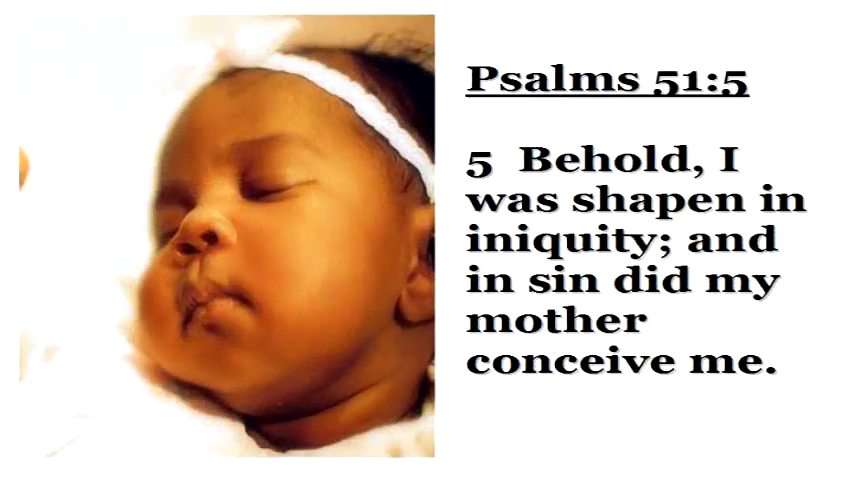 Psalms 51:5
5 Behold, I
was shapen in
iniquity; and
in sin did my
mother
conceive me.